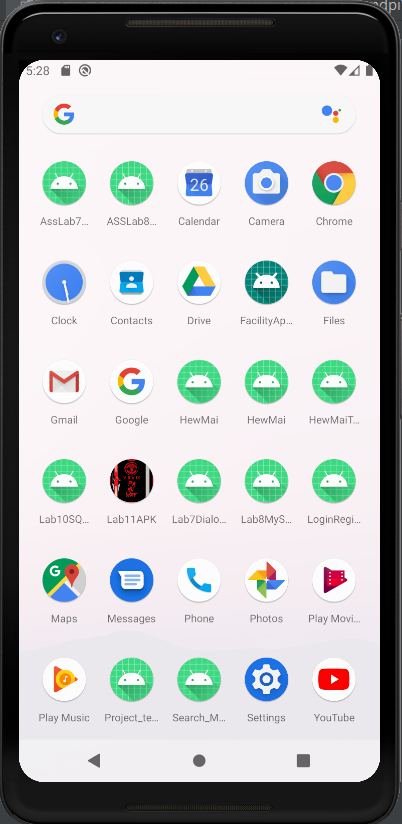 5:28
AssLab7...
ASSLab8...
Calendar
Camera
Chrome
Clock
Contacts
Drive
FacilityAp...
Files
Gmail
Google
HewMai
HewMai
HewMaiT...
Lab10SQ...
Lab11APK
Lab7Dialo...
Lab8MyS...
LoginRegi...
Maps
Messages
Phone
Photos
Play Movi...
Play Music
Project_te...
Search_M...
Settings
YouTube